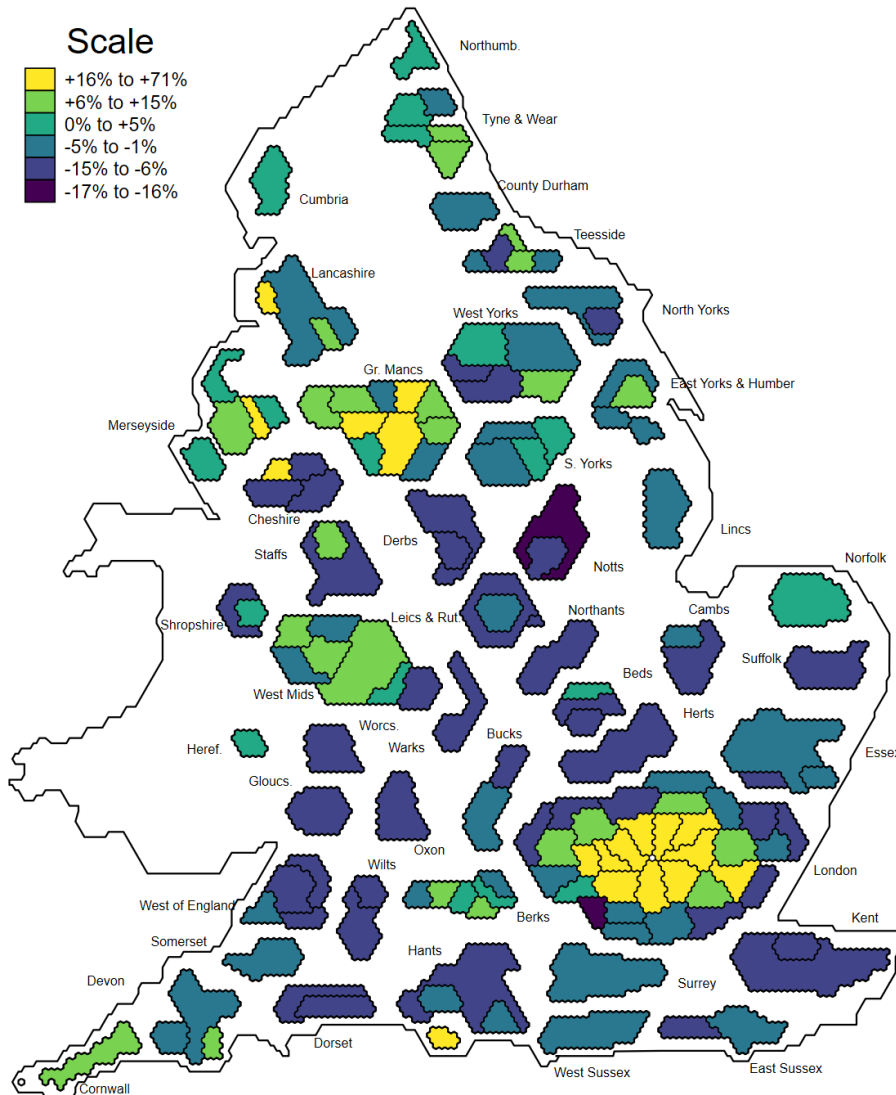 Scale
+16% to +71%
+6% to +15%
0% to +5%
-5% to -1%
-15% to -6%
-17% to -16%
Northumb.
Tyne & Wear
County Durham
Cumbria
Teesside
Lancashire
North Yorks
West Yorks
Gr. Mancs
East Yorks & Humber
Merseyside
S. Yorks
Cheshire
Lincs
Derbs
Staffs
Notts
Norfolk
Northants
Cambs
Leics & Rut.
Shropshire
Suffolk
Beds
West Mids
Herts
Worcs.
Bucks
Warks
Heref.
Essex
Gloucs.
Oxon
Wilts
London
West of England
Berks
Kent
Somerset
Hants
Devon
Surrey
Dorset
West Sussex
East Sussex
Cornwall